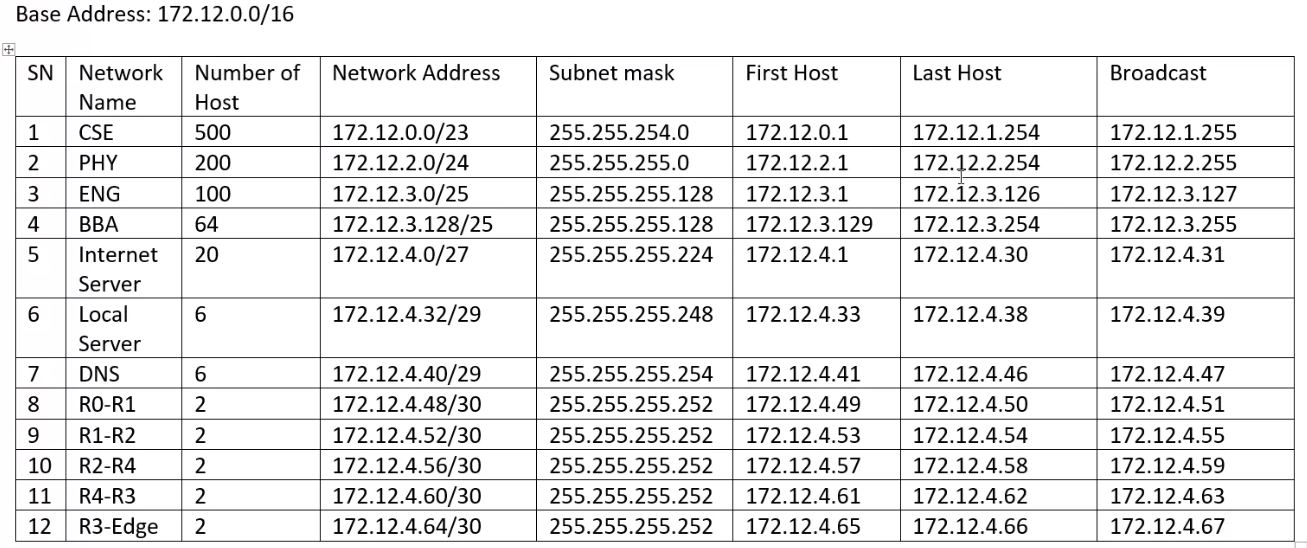 Base Address: 172.12.0.0/16
SN Network Name Number of Host Network Address Subnet mask First Host Last Host Broadcast
1 CSE 500 172.12.0.0/23 255.255.254.0 172.12.0.1 172.12.1.254 172.12.1.255
2 PHY 200 172.12.2.0/24 255.255.255.0 172.12.2.1 172.12.2.254 172.12.2.255
3 ENG 100 172.12.3.0/25 255.255.255.128 172.12.3.1 172.12.3.126 172.12.3.127
4 BBA 64 172.12.3.128/25 255.255.255.128 172.12.3.129 172.12.3.254 172.12.3.255
5 Internet Server 20 172.12.4.0/27 255.255.255.224 172.12.4.1 172.12.4.30 172.12.4.31
6 Local Server 6 172.12.4.32/29 255.255.255.248 172.12.4.33 172.12.4.38 172.12.4.39
7 DNS 6 172.12.4.40/29 255.255.255.254 172.12.4.41 172.12.4.46 172.12.4.47
8 R0-R1 2 172.12.4.48/30 255.255.255.252 172.12.4.49 172.12.4.50 172.12.4.51
9 R1-R2 2 172.12.4.52/30 255.255.255.252 172.12.4.53 172.12.4.54 172.12.4.55
10 R2-R4 2 172.12.4.56/30 255.255.255.252 172.12.4.57 172.12.4.58 172.12.4.59
11 R4-R3 2 172.12.4.60/30 255.255.255.252 172.12.4.61 172.12.4.62 172.12.4.63
12 R3-Edge 2 172.12.4.64/30 255.255.255.252 172.12.4.65 172.12.4.66 172.12.4.67